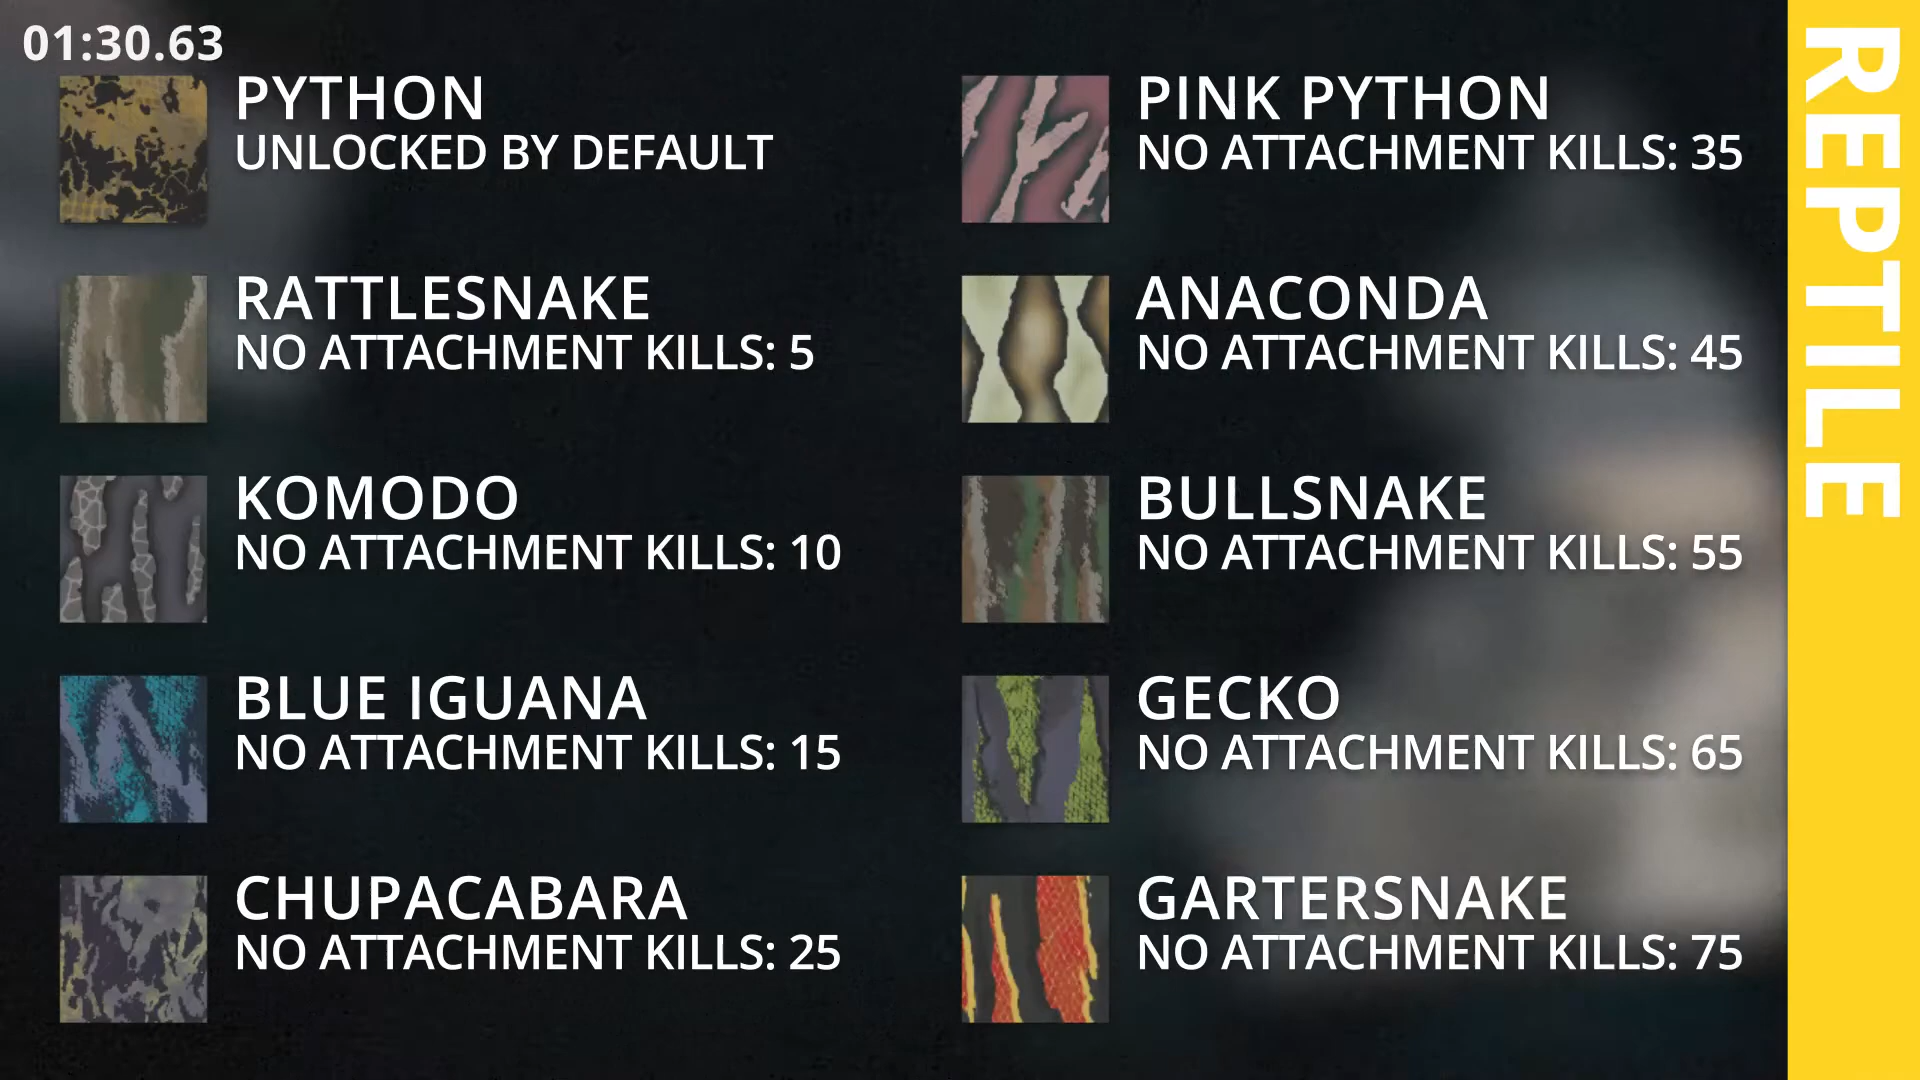 01:30.63
PYTHON
UNLOCKED BY DEFAULT
RATTLESNAKE
NO ATTACHMENT KILLS: 5
KOMODO
NO ATTACHMENT KILLS: 10
BLUE IGUANA
NO ATTACHMENT KILLS: 15
CHUPACABARA
NO ATTACHMENT KILLS: 25
PINK PYTHON
NO ATTACHMENT KILLS: 35
ANACONDA
NO ATTACHMENT KILLS: 45
BULLSNAKE
NO ATTACHMENT KILLS: 55
GECKO
NO ATTACHMENT KILLS: 65
GARTERSNAKE
NO ATTACHMENT KILLS: 75
REPTILE